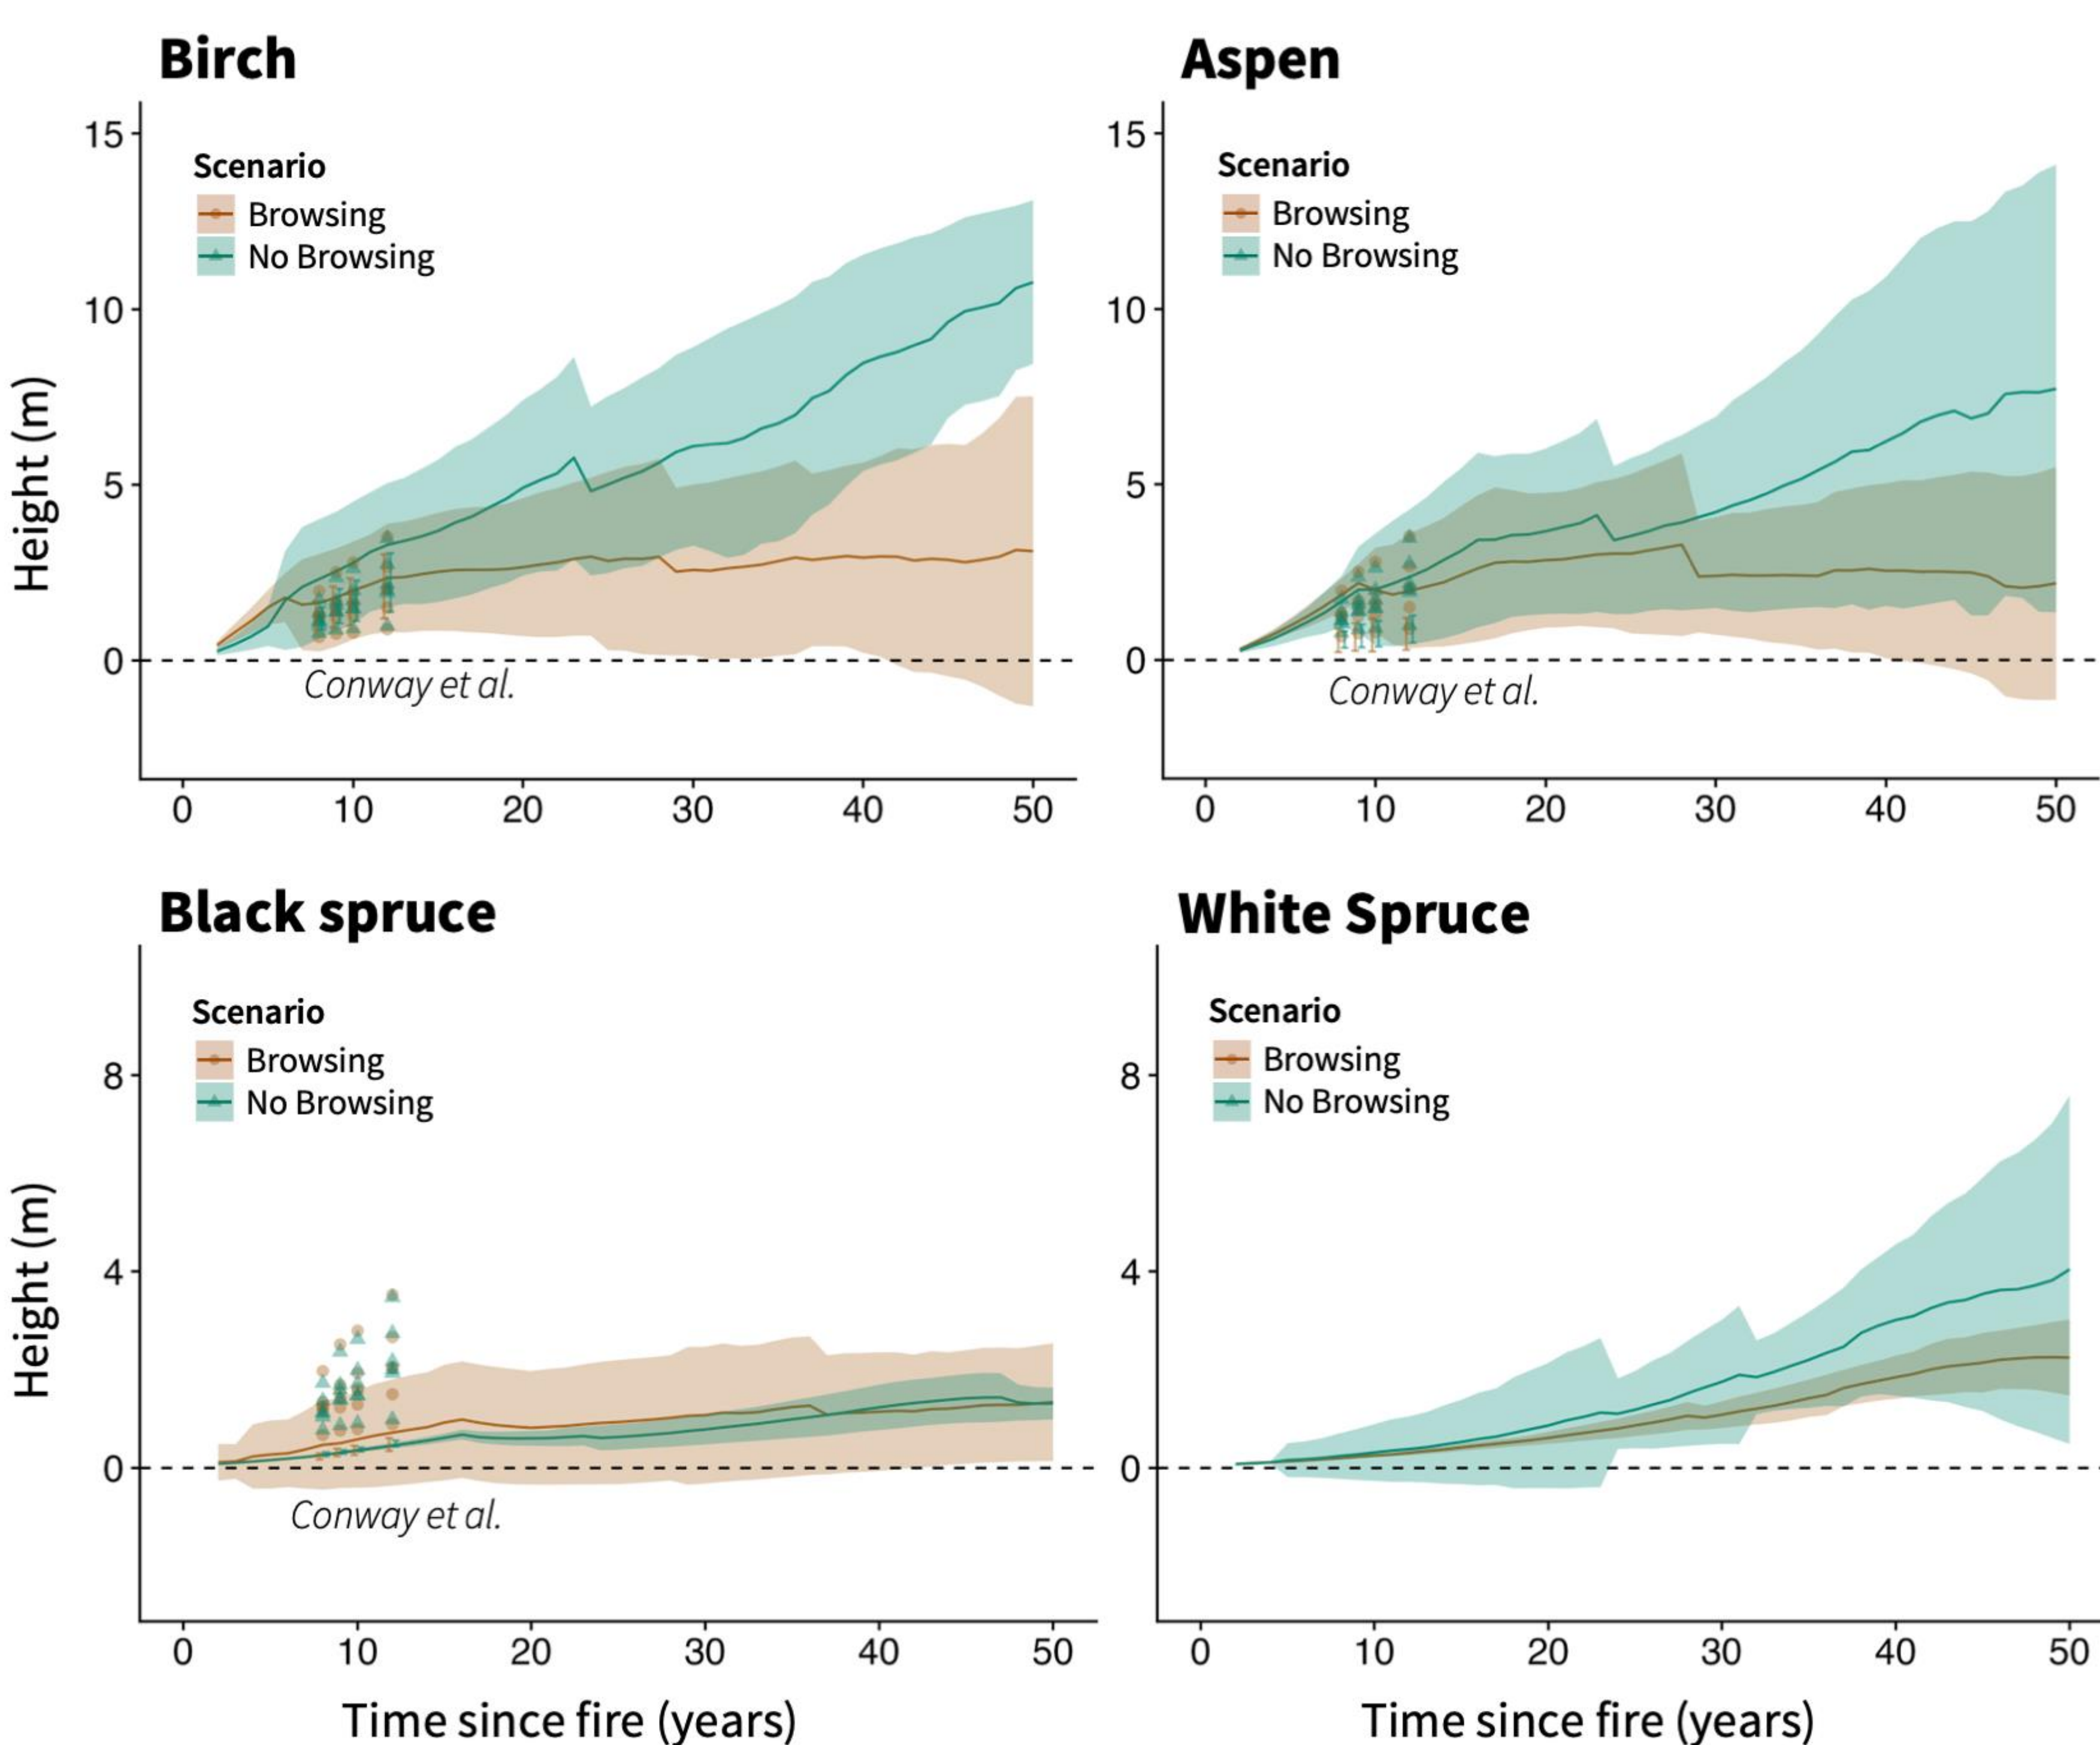 Birch
Height (m)
15
10
5
0
Scenario
Browsing
No Browsing
Conway et al.
0 10 20 30 40 50
Aspen
15
10
5
0
Scenario
Browsing
No Browsing
Conway et al.
0 10 20 30 40 50
Black spruce
Height (m)
8
4
0
Scenario
Browsing
No Browsing
Conway et al.
0 10 20 30 40 50
Time since fire (years)
White Spruce
8
4
0
Scenario
Browsing
No Browsing
0 10 20 30 40 50
Time since fire (years)